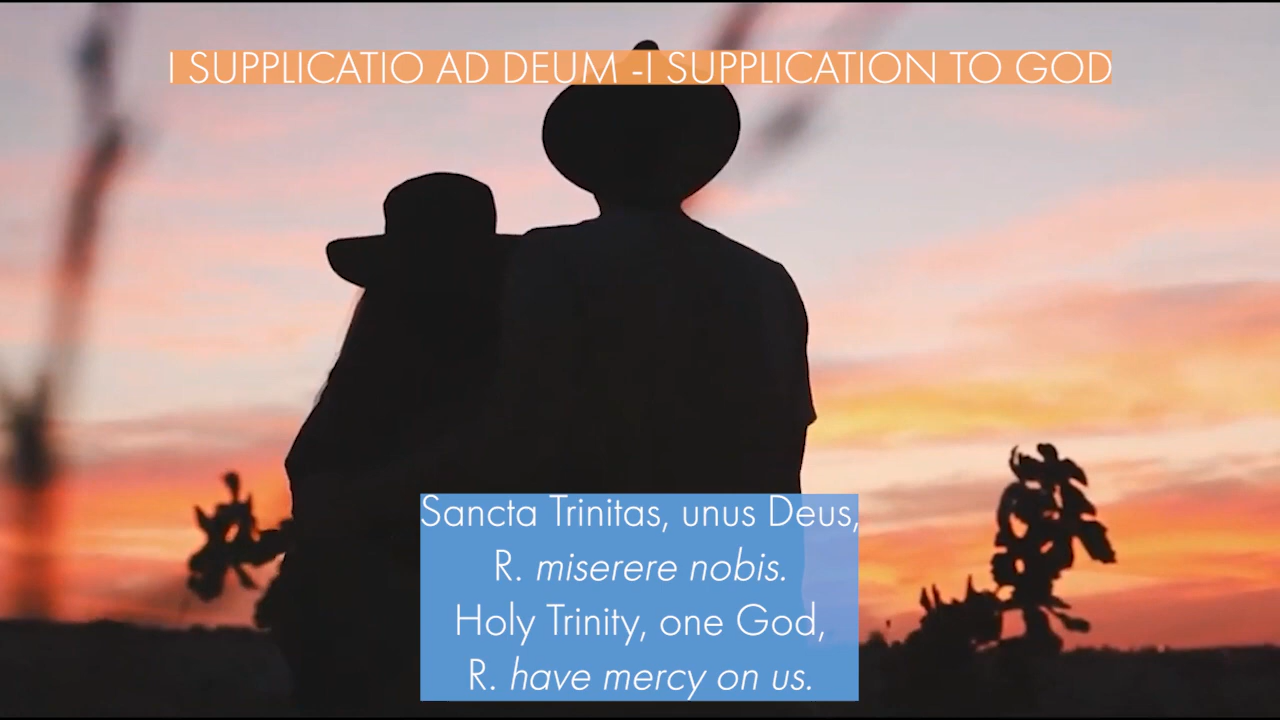 I SUPPLICATIO AD DEUM -I SUPPLICATION TO GOD
Sancta Trinitas, unus Deus,
R. miserere nobis.
Holy Trinity, one God,
R. have mercy on us.